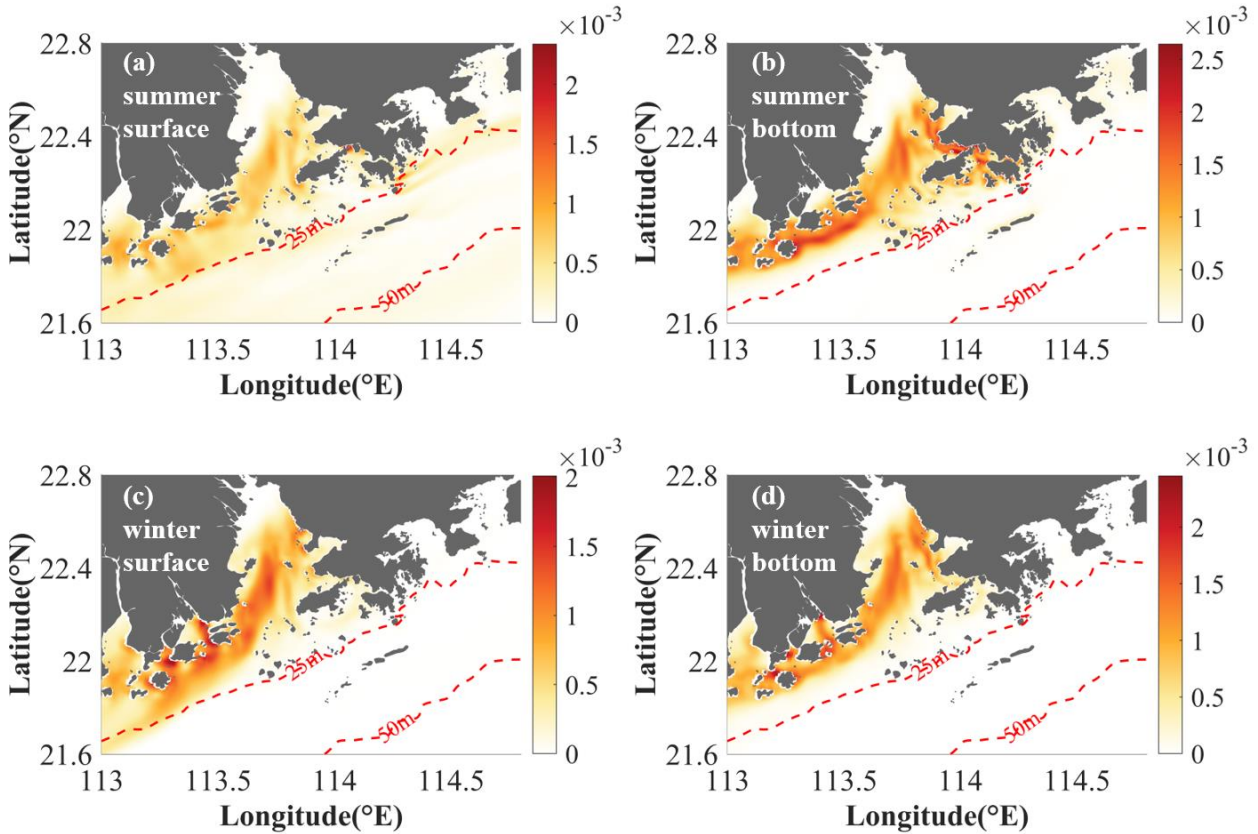 ×10⁻³
22.8
(a)
summer
surface
2
1.5
1
0.5
0
22.4
22
21.6
25m
50m
113
113.5
114
114.5
Latitude(°N)
Longitude(°E)
×10⁻³
22.8
(b)
summer
bottom
2.5
2
1.5
1
0.5
0
22.4
22
21.6
25m
50m
113
113.5
114
114.5
Latitude(°N)
Longitude(°E)
×10⁻³
22.8
(c)
winter
surface
2
1.5
1
0.5
0
22.4
22
21.6
25m
50m
113
113.5
114
114.5
Latitude(°N)
Longitude(°E)
×10⁻³
22.8
(d)
winter
bottom
2
1.5
1
0.5
0
22.4
22
21.6
25m
50m
113
113.5
114
114.5
Latitude(°N)
Longitude(°E)